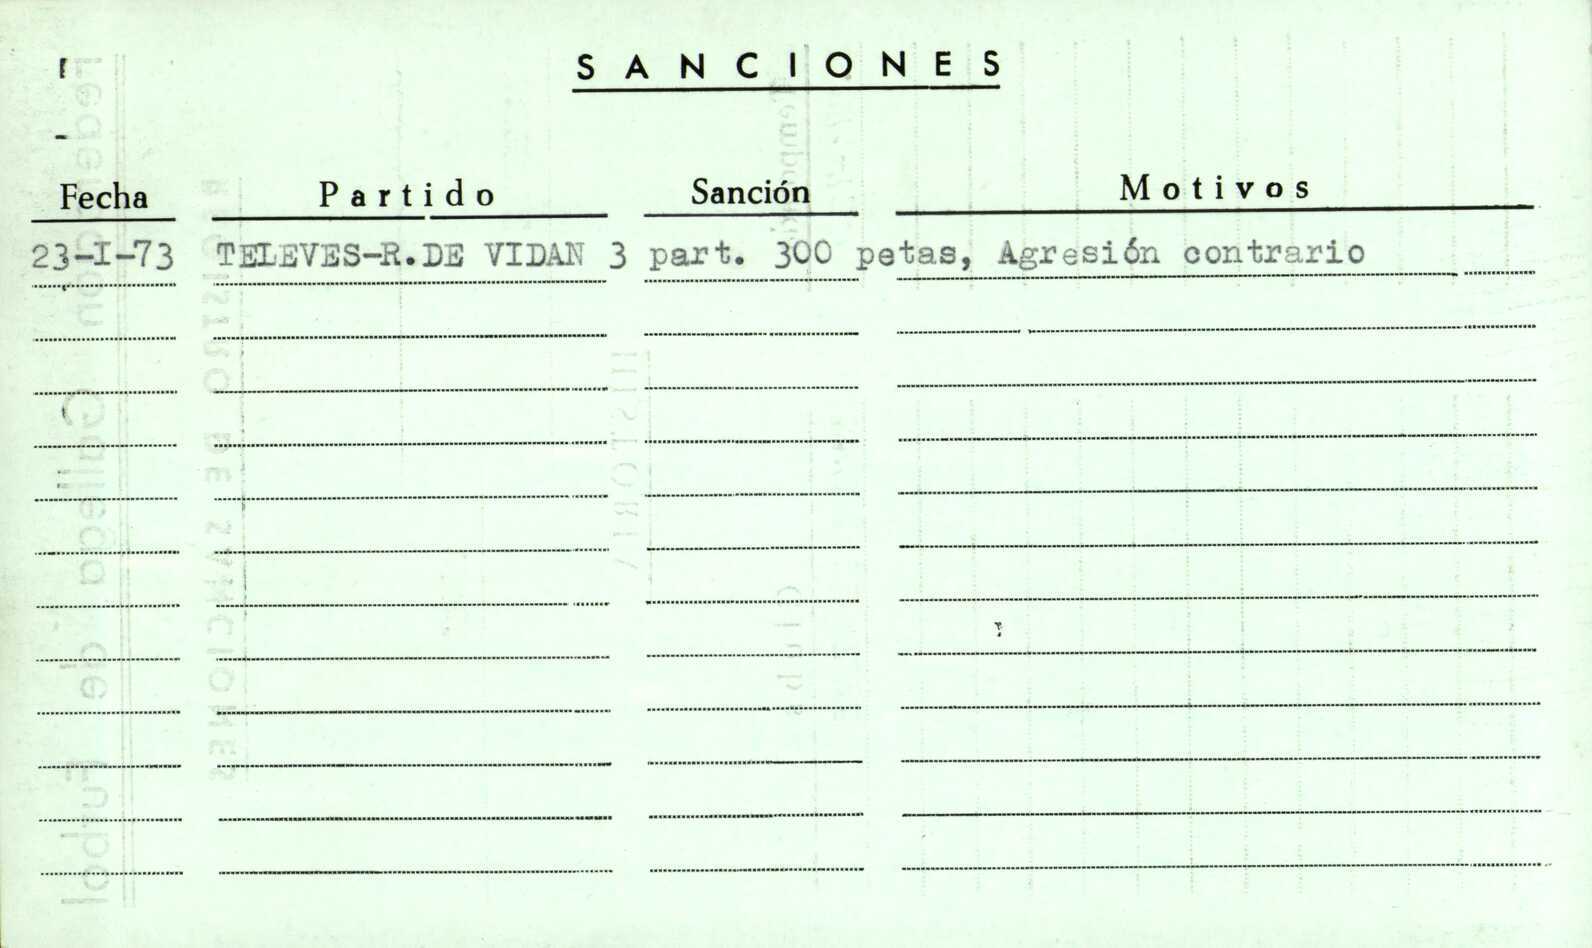 SANCIONES
Fecha Partido Sanción Motivos
23-I-73 TELEVES-R.DE VIDAN 3 part. 300 petas, Agresión contrario